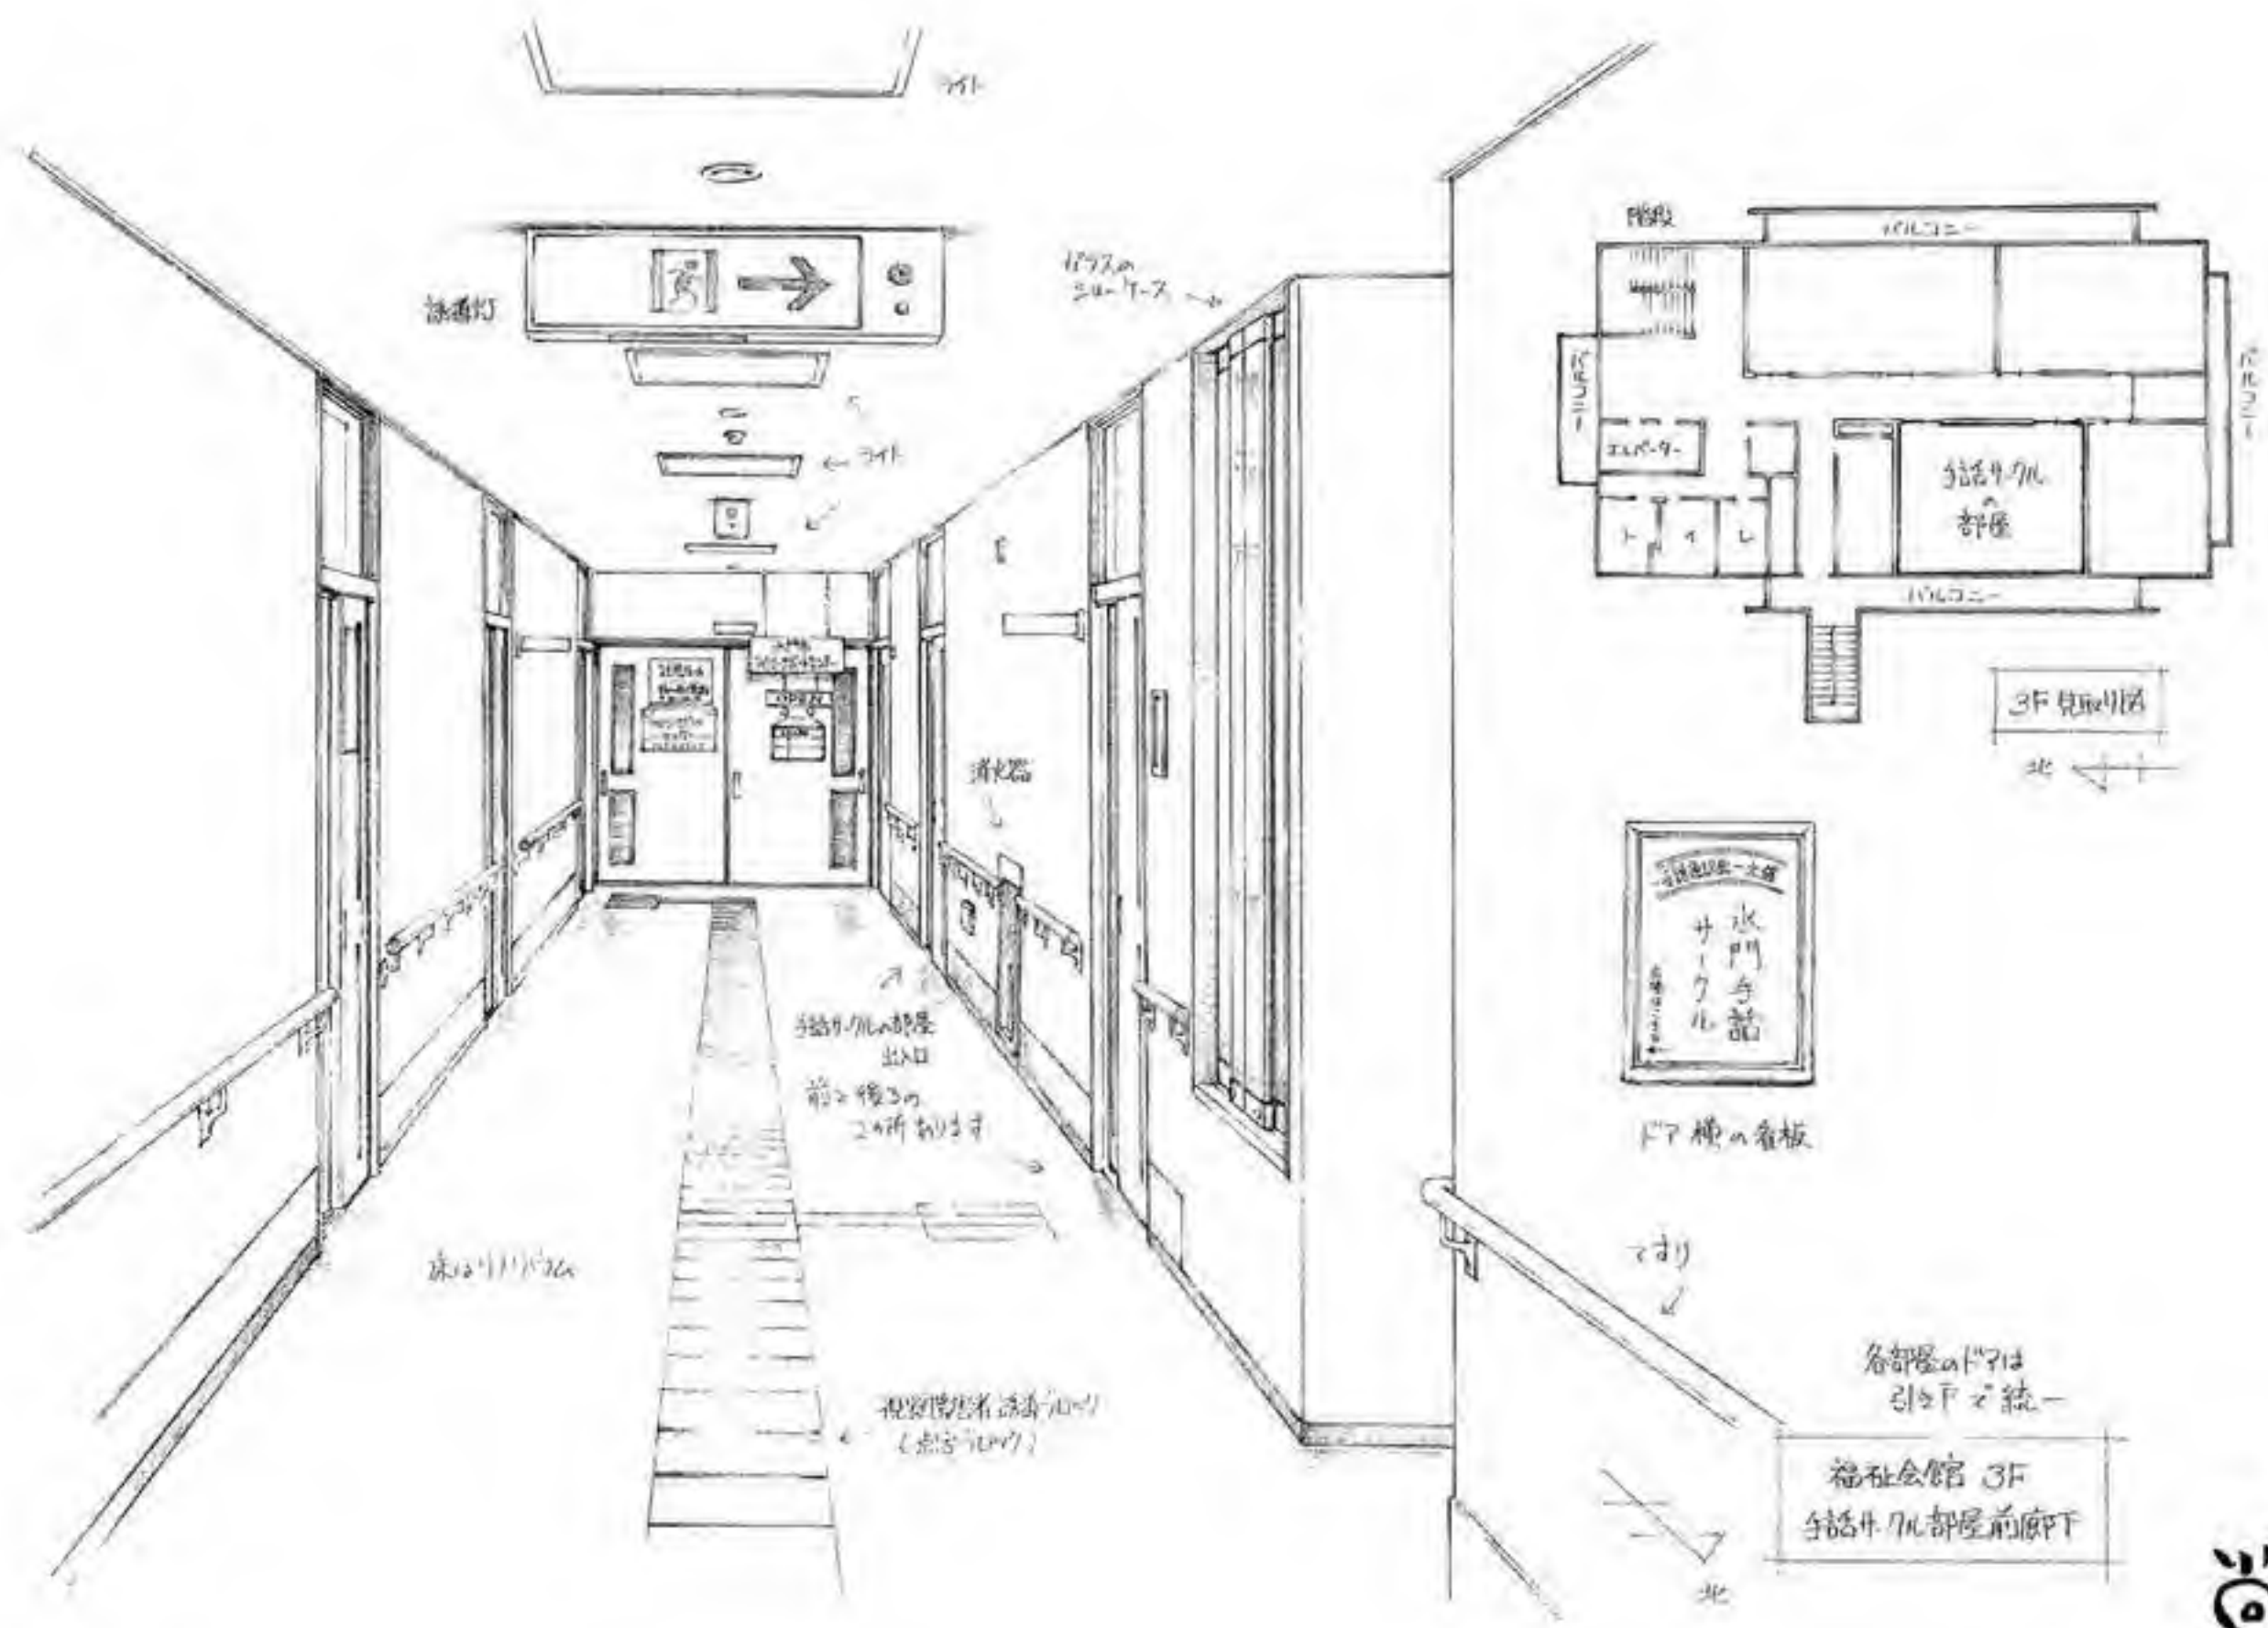 ライト
誘導灯
ガラスの
ショーケース
ライト
OPEN
消火器
手話サークルの部屋
出入口
前と後ろの
2カ所あります
床はリノリウム
視覚障害者誘導ブロック
(点字ブロック)
階段
バルコニー
バルコニー
バルコニー
エレベーター
手話サークル
の
部屋
トイレ
バルコニー
3F 見取り図
北
水門手話
サークル
ドア横の看板
てすり
各部屋のドアは
引き戸で統一
福祉会館 3F
手話サークル部屋前廊下
北